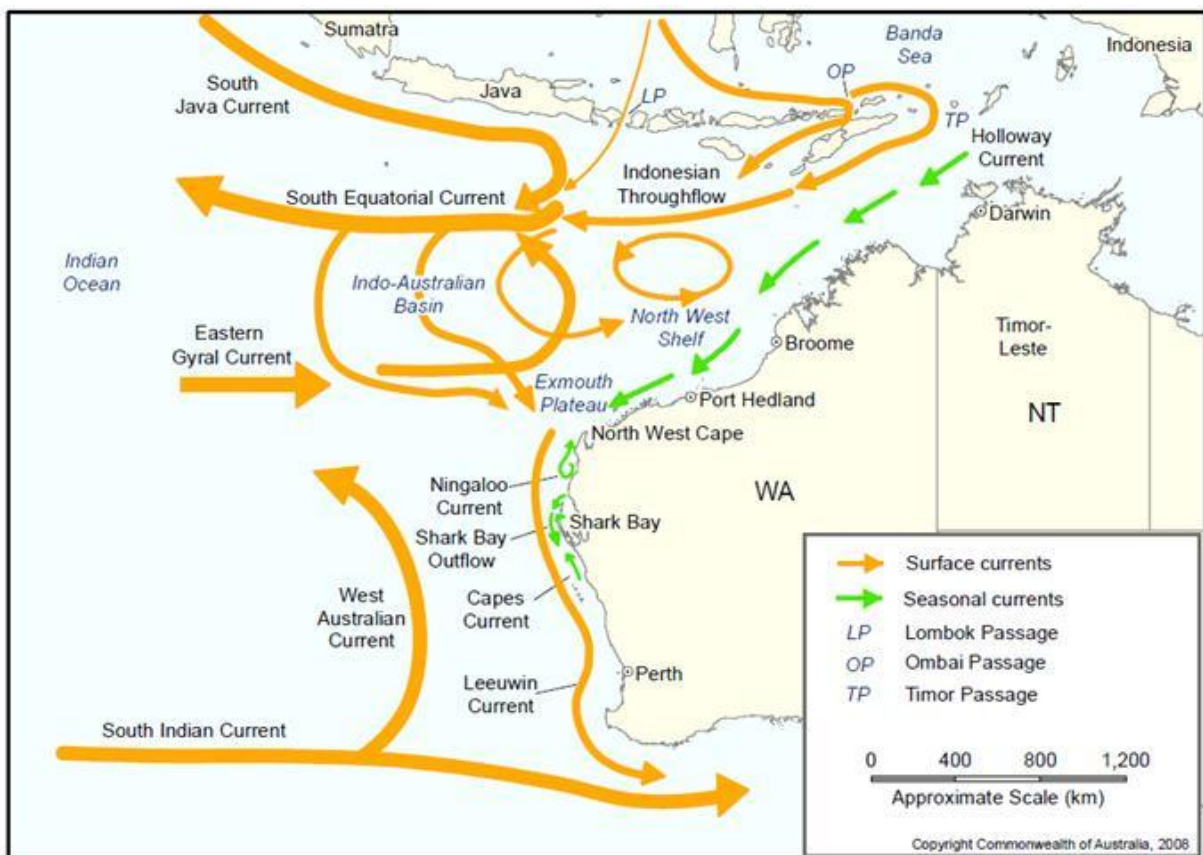 Sumatra
Banda
Sea
Indonesia
South
Java Current
Java
LP
OP
TP
Holloway
Current
Indonesian
Throughflow
South Equatorial Current
Darwin
Indian
Ocean
Indo-Australian
Basin
North West
Shelf
Timor-
Leste
Eastern
Gyral Current
Broome
Exmouth
Plateau
Port Hedland
NT
North West Cape
Ningaloo
Current
WA
Shark Bay
Shark Bay
Outflow
West
Australian
Current
Capes
Current
Perth
Leeuwin
Current
South Indian Current
Surface currents
Seasonal currents
LP Lombok Passage
OP Ombai Passage
TP Timor Passage
0 400 800 1,200
Approximate Scale (km)
Copyright Commonwealth of Australia, 2008